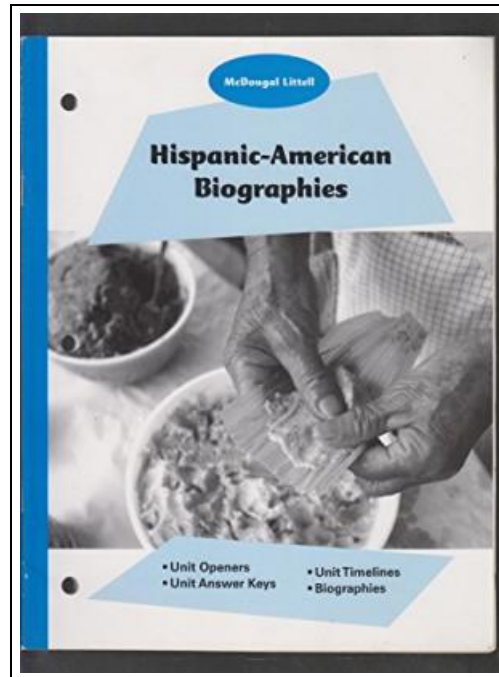 McDougal Littell
Hispanic-American
Biographies
▪ Unit Openers
▪ Unit Answer Keys
▪ Unit Timelines
▪ Biographies